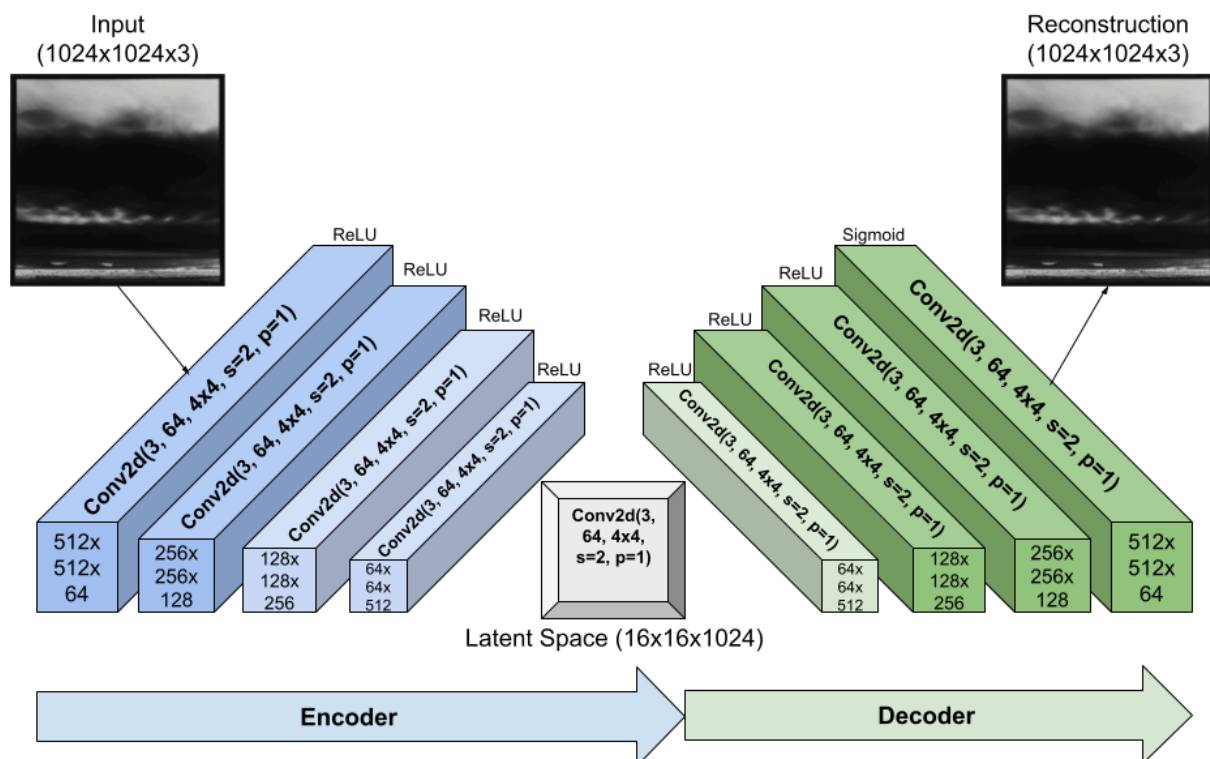 Input
(1024x1024x3)
Reconstruction
(1024x1024x3)
ReLU
ReLU
ReLU
ReLU
Conv2d(3, 64, 4x4, s=2, p=1)
Conv2d(3, 64, 4x4, s=2, p=1)
Conv2d(3, 64, 4x4, s=2, p=1)
Conv2d(3, 64, 4x4, s=2, p=1)
512x
512x
64
256x
256x
128
128x
128x
256
64x
64x
512
Conv2d(3,
64, 4x4,
s=2, p=1)
Latent Space (16x16x1024)
ReLU
ReLU
ReLU
Sigmoid
Conv2d(3, 64, 4x4, s=2, p=1)
Conv2d(3, 64, 4x4, s=2, p=1)
Conv2d(3, 64, 4x4, s=2, p=1)
Conv2d(3, 64, 4x4, s=2, p=1)
64x
64x
512
128x
128x
256
256x
256x
128
512x
512x
64
Encoder
Decoder